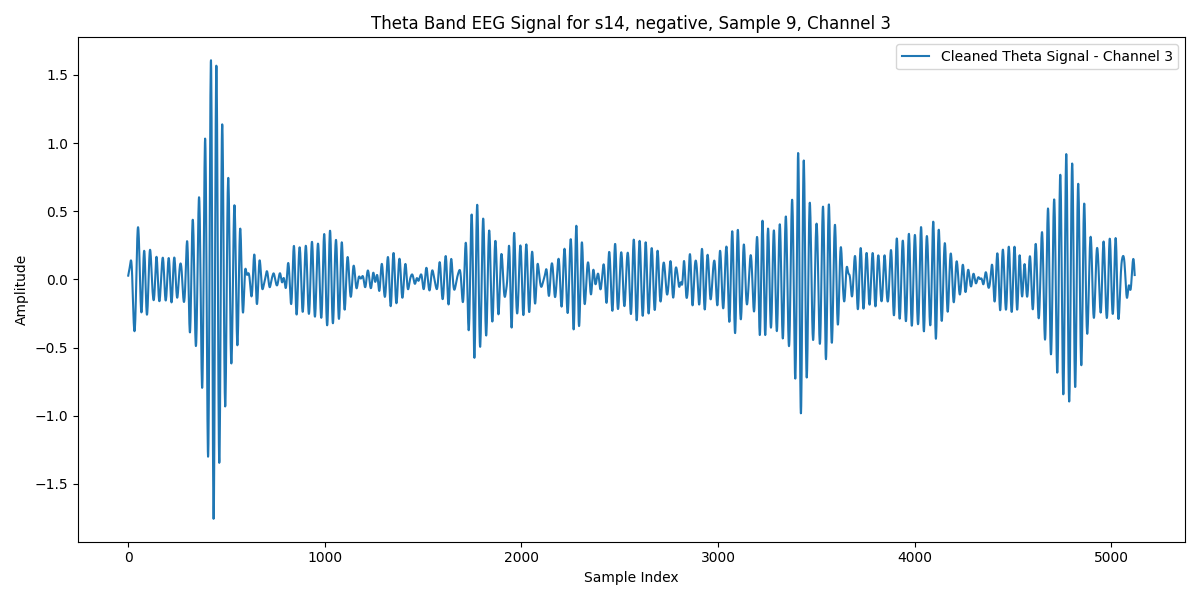 Theta Band EEG Signal for s14, negative, Sample 9, Channel 3
Cleaned Theta Signal - Channel 3
1.5
1.0
0.5
0.0
−0.5
−1.0
−1.5
Amplitude
0 1000 2000 3000 4000 5000
Sample Index